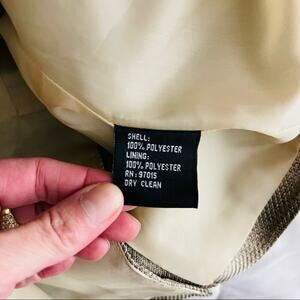 SHELL:
100% POLYESTER
LINING:
100% POLYESTER
RN: 97015
DRY CLEAN